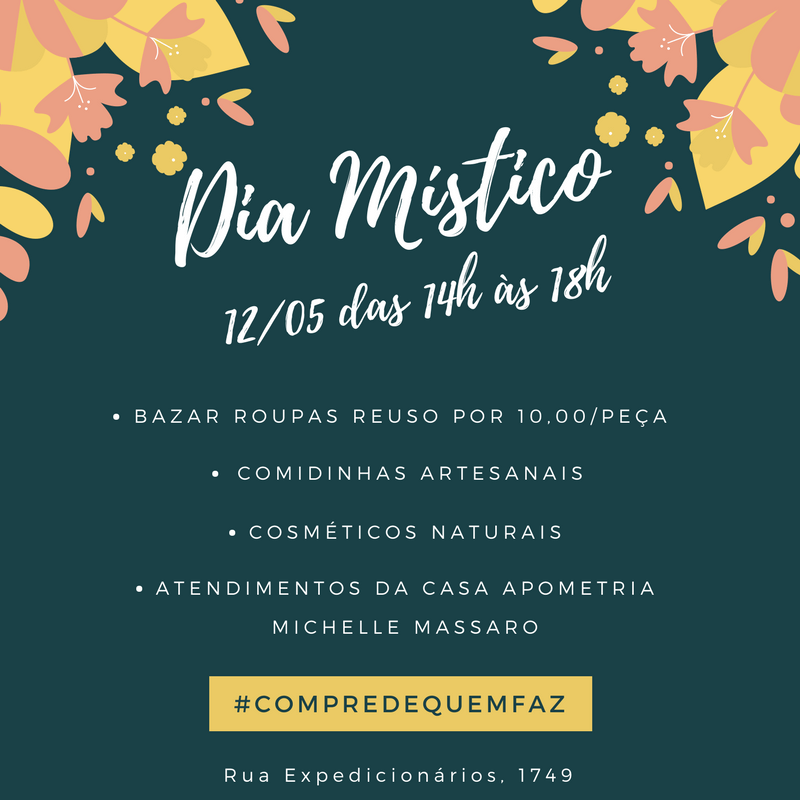 Dia Místico
12/05 das 14h às 18h
• BAZAR ROUPAS REUSO POR 10,00/PEÇA
• COMIDINHAS ARTESANAIS
• COSMÉTICOS NATURAIS
• ATENDIMENTOS DA CASA APOMETRIA
MICHELLE MASSARO
#COMPREDEQUEMFAZ
Rua Expedicionários, 1749